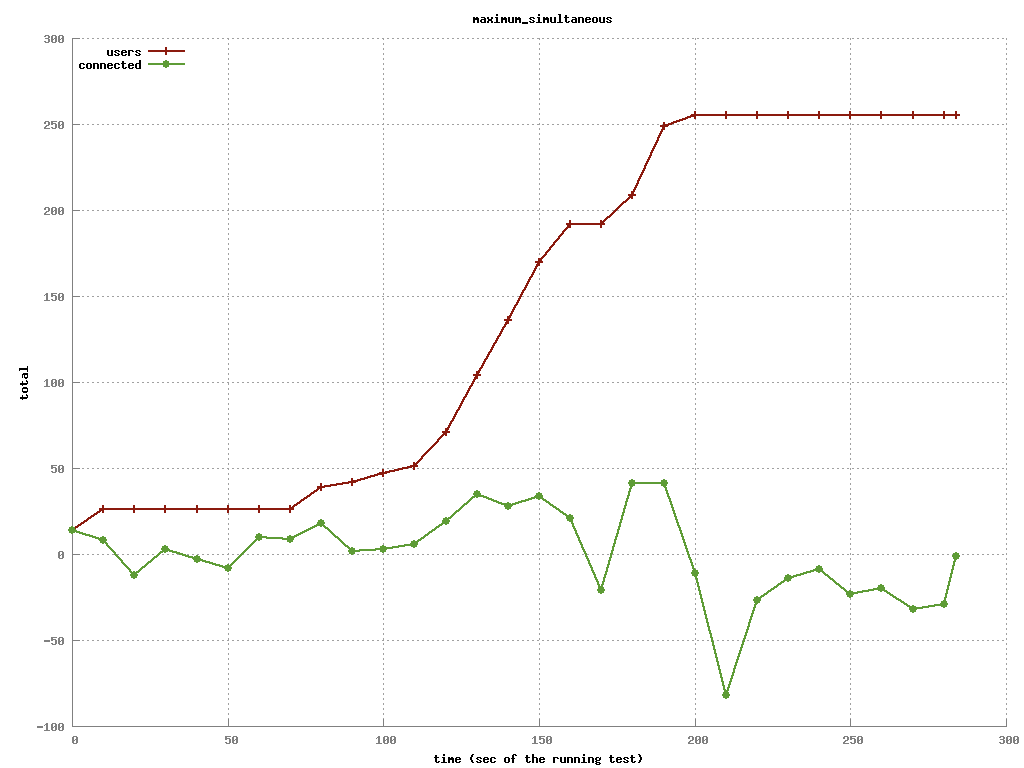 maximum_simultaneous
300
users
connected
250
200
150
100
50
0
-50
-100
total
0 50 100 150 200 250 300
time (sec of the running test)